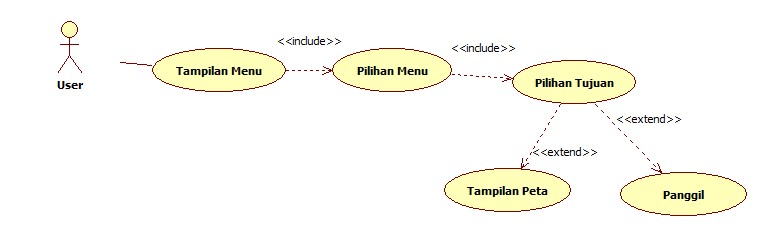 <<include>>
<<include>>
Tampilan Menu
Pilihan Menu
Pilihan Tujuan
User
<<extend>>
<<extend>>
Tampilan Peta
Panggil